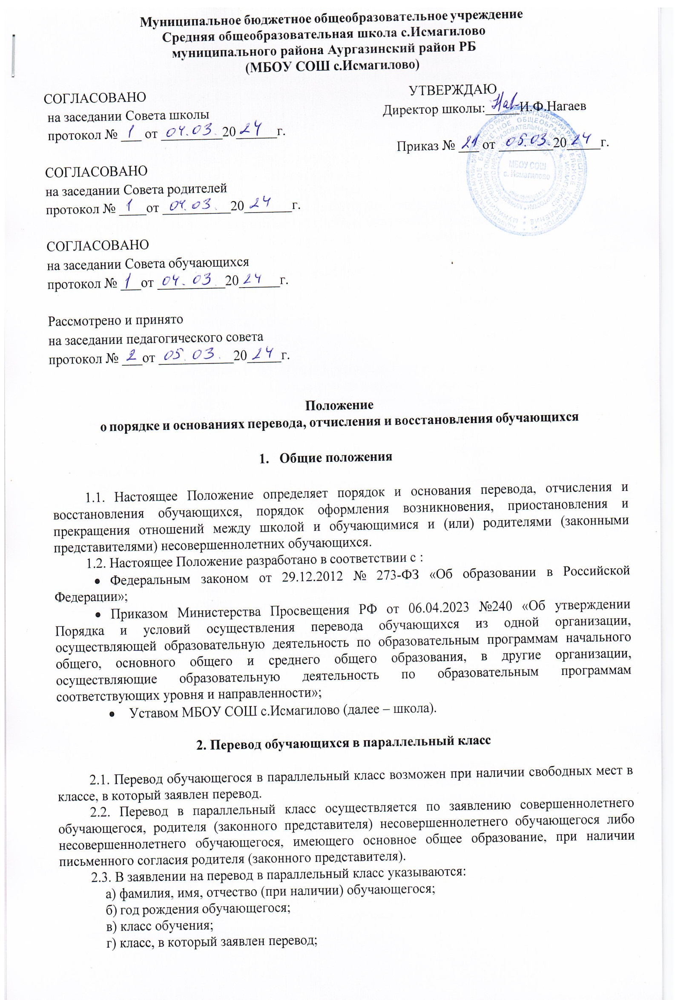 Муниципальное бюджетное общеобразовательное учреждение
Средняя общеобразовательная школа с.Исмагилово
муниципального района Аургазинский район РБ
(МБОУ СОШ с.Исмагилово)
СОГЛАСОВАНО
на заседании Совета школы
протокол № 1 от 04.03.2024г.
УТВЕРЖДАЮ
Директор школы:______И.Ф.Нагаев
Приказ № 21 от 05.03.2024г.
МБОУ СОШ
с. Исмагилово
СОГЛАСОВАНО
на заседании Совета родителей
протокол № 1 от 04.03.2024г.
СОГЛАСОВАНО
на заседании Совета обучающихся
протокол № 1 от 04.03.2024г.
Рассмотрено и принято
на заседании педагогического совета
протокол № 2 от 05.03.2024г.
Положение
о порядке и основаниях перевода, отчисления и восстановления обучающихся
1. Общие положения
1.1. Настоящее Положение определяет порядок и основания перевода, отчисления и
восстановления обучающихся, порядок оформления возникновения, приостановления и
прекращения отношений между школой и обучающимися и (или) родителями (законными
представителями) несовершеннолетних обучающихся.
1.2. Настоящее Положение разработано в соответствии с :
• Федеральным законом от 29.12.2012 № 273-ФЗ «Об образовании в Российской
Федерации»;
• Приказом Министерства Просвещения РФ от 06.04.2023 №240 «Об утверждении
Порядка и условий осуществления перевода обучающихся из одной организации,
осуществляющей образовательную деятельность по образовательным программам начального
общего, основного общего и среднего общего образования, в другие организации,
осуществляющие образовательную деятельность по образовательным программам
соответствующих уровня и направленности»;
• Уставом МБОУ СОШ с.Исмагилово (далее – школа).
2. Перевод обучающихся в параллельный класс
2.1. Перевод обучающегося в параллельный класс возможен при наличии свободных мест в
классе, в который заявлен перевод.
2.2. Перевод в параллельный класс осуществляется по заявлению совершеннолетнего
обучающегося, родителя (законного представителя) несовершеннолетнего обучающегося либо
несовершеннолетнего обучающегося, имеющего основное общее образование, при наличии
письменного согласия родителя (законного представителя).
2.3. В заявлении на перевод в параллельный класс указываются:
а) фамилия, имя, отчество (при наличии) обучающегося;
б) год рождения обучающегося;
в) класс обучения;
г) класс, в который заявлен перевод;